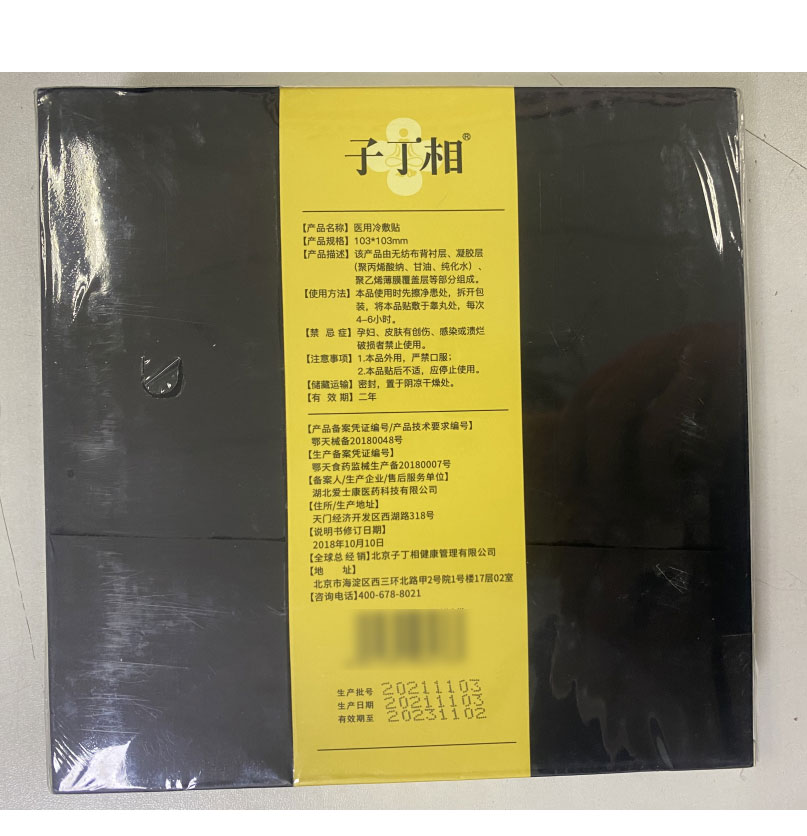 子丁相®
【产品名称】医用冷敷贴
【产品规格】103*103mm
【产品描述】该产品由无纺布背衬层、凝胶层
（聚丙烯酸纳、甘油、纯化水）、
聚乙烯薄膜覆盖层等部分组成。
【使用方法】本品使用时先擦净患处，拆开包
装，将本品贴敷于睾丸处，每次
4-6小时。
【禁 忌 症】孕妇、皮肤有创伤、感染或溃烂
破损者禁止使用。
【注意事项】1.本品外用，严禁口服；
2.本品贴后不适，应停止使用。
【储藏运输】密封，置于阴凉干燥处。
【有 效 期】二年
【产品备案凭证编号/产品技术要求编号】
鄂天械备20180048号
【生产备案凭证编号】
鄂天食药监械生产备20180007号
【备案人/生产企业/售后服务单位】
湖北爱士康医药科技有限公司
【住所/生产地址】
天门经济开发区西湖路318号
【说明书修订日期】
2018年10月10日
【全球总经销】北京子丁相健康管理有限公司
【地 址】
北京市海淀区西三环北路甲2号院1号楼17层02室
【咨询电话】400-678-8021
生产批号 20211103
生产日期 20211103
有效期至 20231102